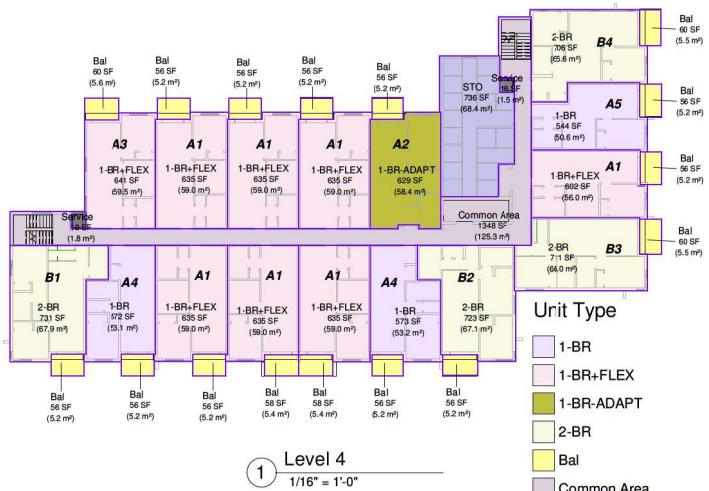 Bal
60 SF
(5.6 m²)
Bal
56 SF
(5.2 m²)
Bal
56 SF
(5.2 m²)
Bal
56 SF
(5.2 m²)
Bal
56 SF
(5.2 m²)
Bal
60 SF
(5.5 m²)
Bal
56 SF
(5.2 m²)
Bal
56 SF
(5.2 m²)
Bal
60 SF
(5.5 m²)
2-BR
706 SF
(65.6 m²)
B4
A5
1-BR
544 SF
(50.6 m²)
A1
1-BR+FLEX
602 SF
(56.0 m²)
2-BR
(66.0 m²)
B3
STO
736 SF
(68.4 m²)
Service
16 SF
(1.5 m²)
A3
1-BR+FLEX
641 SF
(59.5 m²)
A1
1-BR+FLEX
635 SF
(59.0 m²)
A1
1-BR+FLEX
635 SF
(59.0 m²)
A1
1-BR+FLEX
635 SF
(59.0 m²)
A2
1-BR-ADAPT
629 SF
(58.4 m²)
Common Area
1348 SF
(125.3 m²)
Service
19 SF
(1.8 m²)
B1
2-BR
731 SF
(67.9 m²)
A4
1-BR
572 SF
(53.1 m²)
A1
1-BR+FLEX
635 SF
(59.0 m²)
A1
1-BR+FLEX
635 SF
(59.0 m²)
A1
1-BR+FLEX
635 SF
(59.0 m²)
A4
1-BR
573 SF
(53.2 m²)
B2
2-BR
723 SF
(67.1 m²)
Bal
56 SF
(5.2 m²)
Bal
56 SF
(5.2 m²)
Bal
56 SF
(5.2 m²)
Bal
58 SF
(5.4 m²)
Bal
58 SF
(5.4 m²)
Bal
56 SF
(5.2 m²)
Bal
56 SF
(5.2 m²)
Unit Type
1-BR
1-BR+FLEX
1-BR-ADAPT
2-BR
Bal
Common Area
1 Level 4
1/16" = 1'-0"